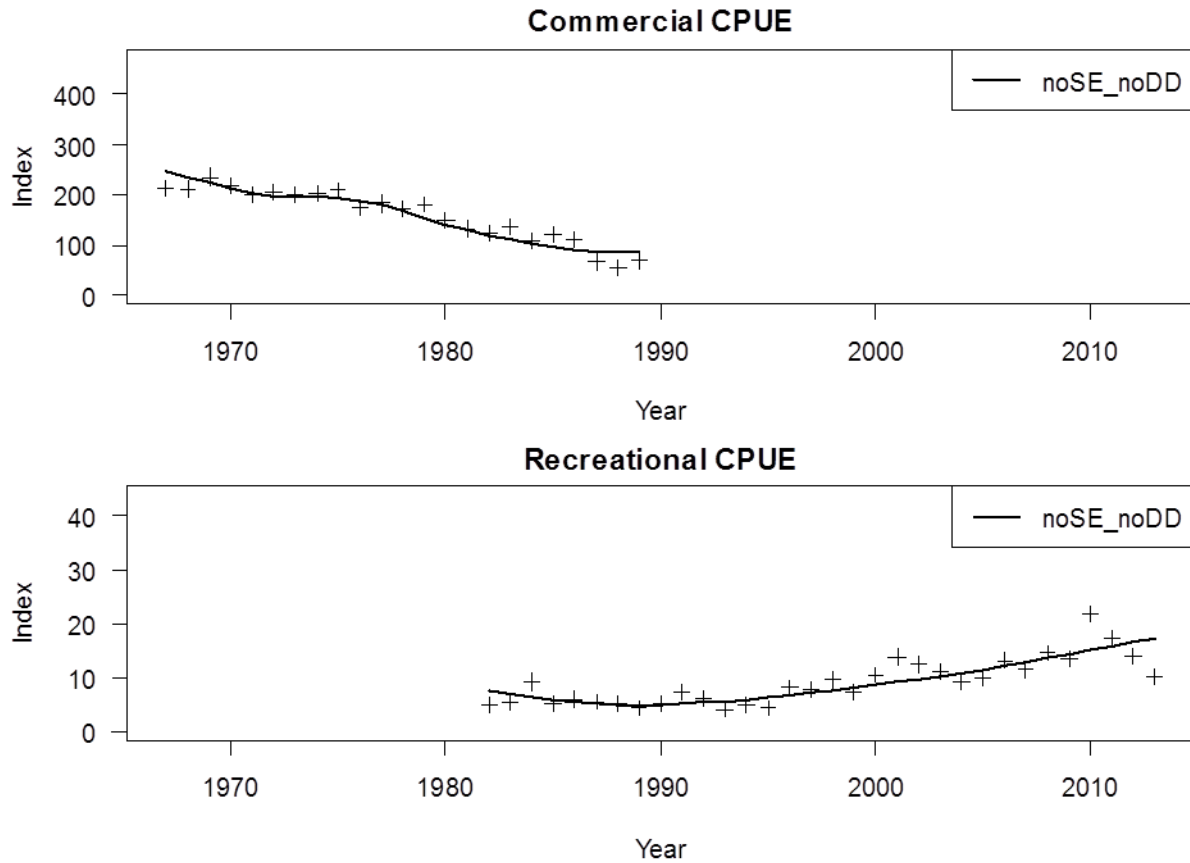 Commercial CPUE
noSE_noDD
400
300
200
100
0
Index
1970 1980 1990 2000 2010
Year
Recreational CPUE
noSE_noDD
40
30
20
10
0
Index
1970 1980 1990 2000 2010
Year